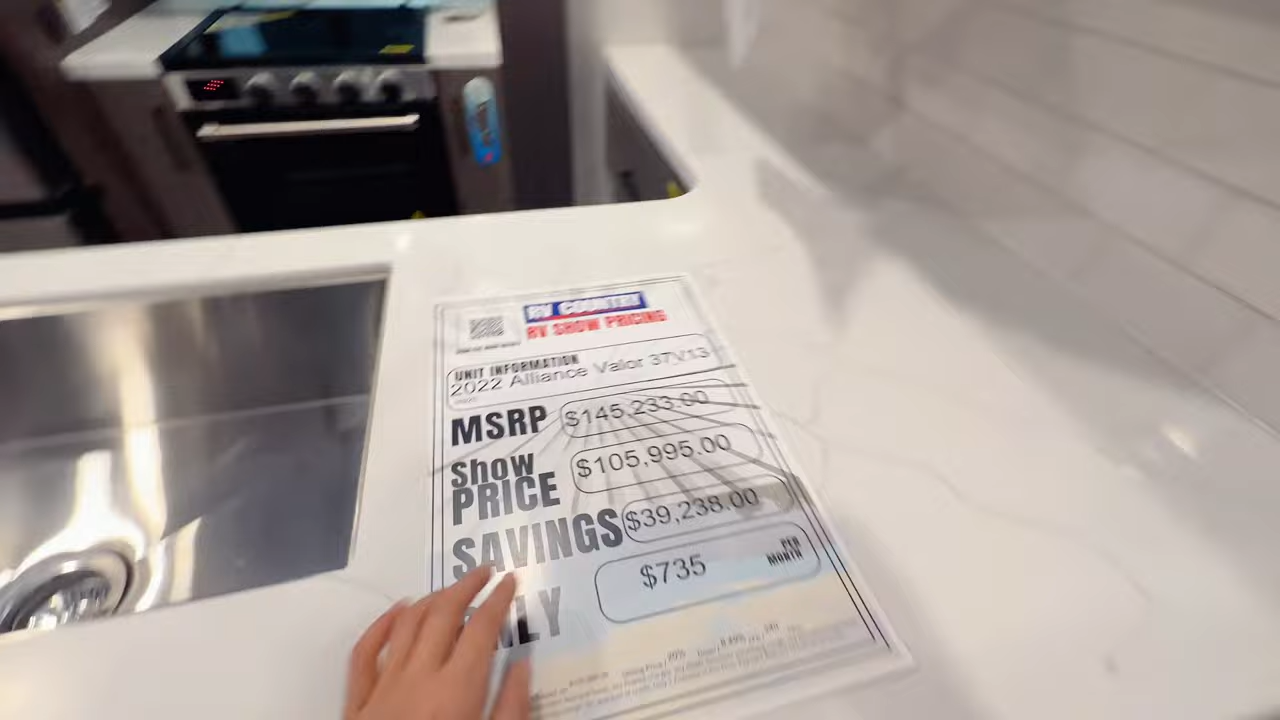 RV COUNTRY
RV SHOW PRICING
UNIT INFORMATION
2022 Alliance Valor 37V13
MSRP $145,233.00
Show PRICE $105,995.00
SAVINGS $39,238.00
$735 PER MONTH